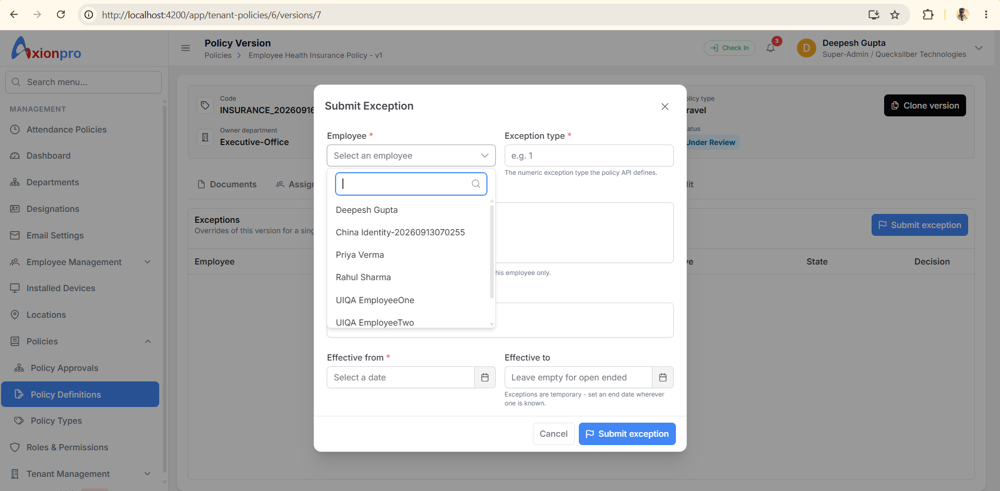 http://localhost:4200/app/tenant-policies/6/versions/7
Axionpro
Search menu...
MANAGEMENT
Attendance Policies
Dashboard
Departments
Designations
Email Settings
Employee Management
Installed Devices
Locations
Policies
Policy Approvals
Policy Definitions
Policy Types
Roles & Permissions
Tenant Management
Policy Version
Policies > Employee Health Insurance Policy - v1
Check In
3
D
Deepesh Gupta
Super-Admin / Quecksilber Technologies
Code
INSURANCE_20260916
Owner department
Executive-Office
olicy type
ravel
atus
Under Review
Clone version
Documents
Assign
dit
Exceptions
Overrides of this version for a sing
Submit exception
Employee
ve
State
Decision
Submit Exception
Employee *
Select an employee
Exception type *
e.g. 1
The numeric exception type the policy API defines.
Deepesh Gupta
China Identity-20260913070255
Priya Verma
Rahul Sharma
UIQA EmployeeOne
UIQA EmployeeTwo
his employee only.
Effective from *
Select a date
Effective to
Leave empty for open ended
Exceptions are temporary - set an end date wherever
one is known.
Cancel
Submit exception